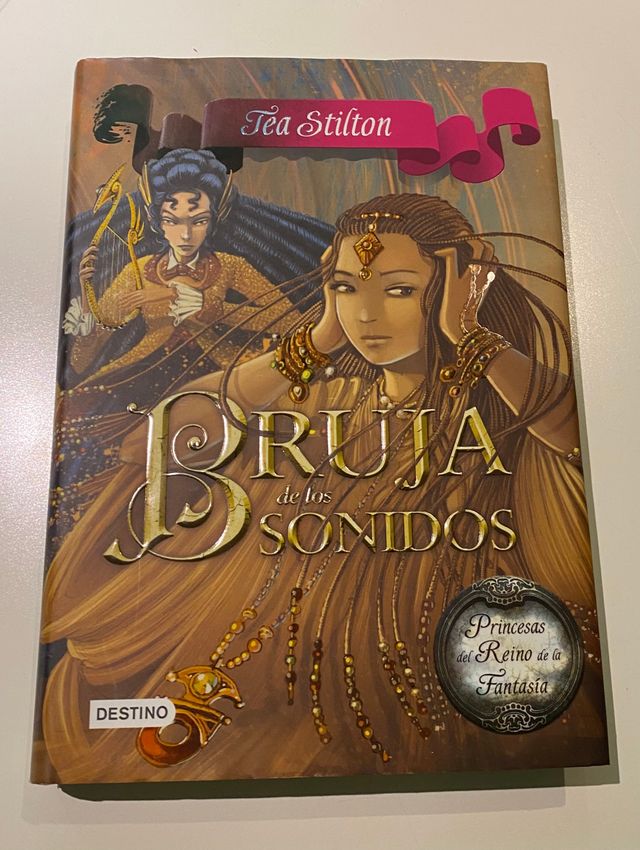 Tea Stilton
BRUJA
de los
SONIDOS
Princesas
del Reino de la
Fantasía
DESTINO